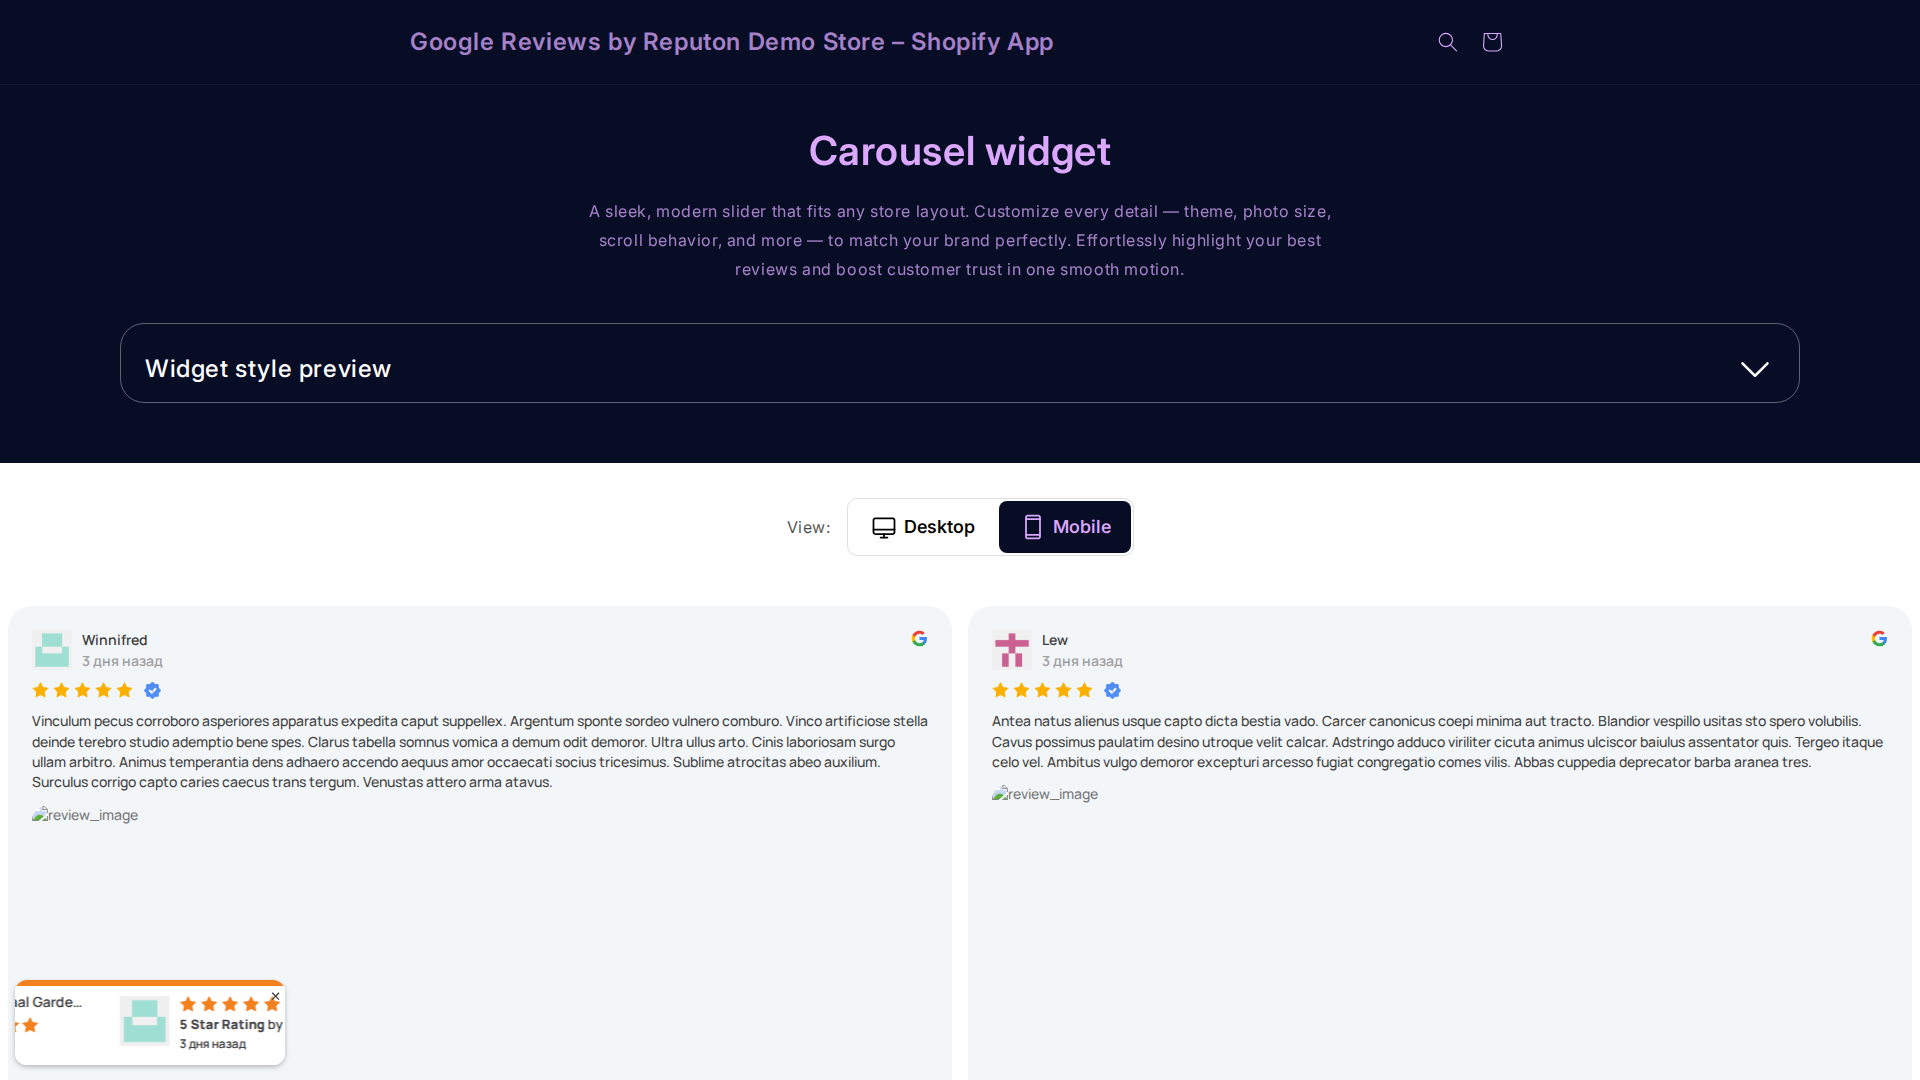 Google Reviews by Reputon Demo Store – Shopify App
Carousel widget
A sleek, modern slider that fits any store layout. Customize every detail — theme, photo size,
scroll behavior, and more — to match your brand perfectly. Effortlessly highlight your best
reviews and boost customer trust in one smooth motion.
Widget style preview
View:
Desktop
Mobile
Winnifred
3 дня назад
Vinculum pecus corroboro asperiores apparatus expedita caput suppellex. Argentum sponte sordeo vulnero comburo. Vinco artificiose stella
deinde terebro studio ademptio bene spes. Clarus tabella somnus vomica a demum odit demoror. Ultra ullus arto. Cinis laboriosam surgo
ullam arbitro. Animus temperantia dens adhaero accendo aequus amor occaecati socius tricesimus. Sublime atrocitas abeo auxilium.
Surculus corrigo capto caries caecus trans tergum. Venustas attero arma atavus.
review_image
Lew
3 дня назад
Antea natus alienus usque capto dicta bestia vado. Carcer canonicus coepi minima aut tracto. Blandior vespillo usitas sto spero volubilis.
Cavus possimus paulatim desino utroque velit calcar. Adstringo adduco viriliter cicuta animus ulciscor baiulus assentator quis. Tergeo itaque
celo vel. Ambitus vulgo demoror excepturi arcesso fugiat congregatio comes vilis. Abbas cuppedia deprecator barba aranea tres.
review_image
al Garde...
5 Star Rating by
3 дня назад